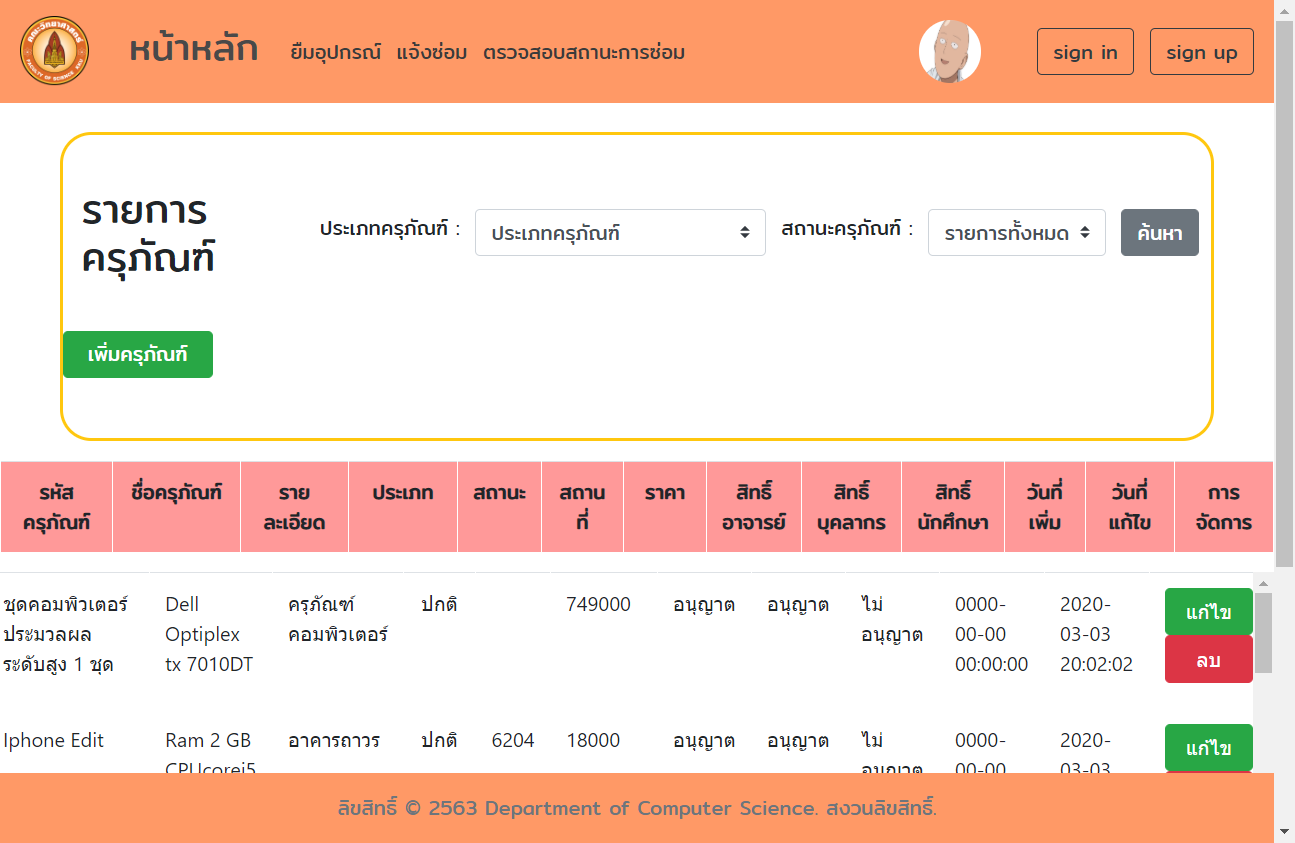 หน้าหลัก ยืมอุปกรณ์ แจ้งซ่อม ตรวจสอบสถานะการซ่อม sign in sign up
คณะวิทยาศาสตร์
FACULTY OF SCIENCE
รายการ
ครุภัณฑ์
ประเภทครุภัณฑ์ : ประเภทครุภัณฑ์ สถานะครุภัณฑ์ : รายการทั้งหมด ค้นหา
เพิ่มครุภัณฑ์
รหัส ชื่อครุภัณฑ์ ราย ประเภท สถานะ สถาน ราคา สิทธิ์ สิทธิ์ สิทธิ์ วันที่ วันที่ การ
ครุภัณฑ์ ละเอียด ที่ อาจารย์ บุคลากร นักศึกษา เพิ่ม แก้ไข จัดการ
ชุดคอมพิวเตอร์ Dell ครุภัณฑ์ ปกติ 749000 อนุญาต อนุญาต ไม่ 0000- 2020- แก้ไข
ประมวลผล Optiplex คอมพิวเตอร์ อนุญาต 00-00 03-03
ระดับสูง 1 ชุด tx 7010DT 00:00:00 20:02:02 ลบ
Iphone Edit Ram 2 GB อาคารถาวร ปกติ 6204 18000 อนุญาต อนุญาต ไม่ 0000- 2020- แก้ไข
CPUcorei5 อนุญาต 00-00 03-03
ลิขสิทธิ์ © 2563 Department of Computer Science. สงวนลิขสิทธิ์.